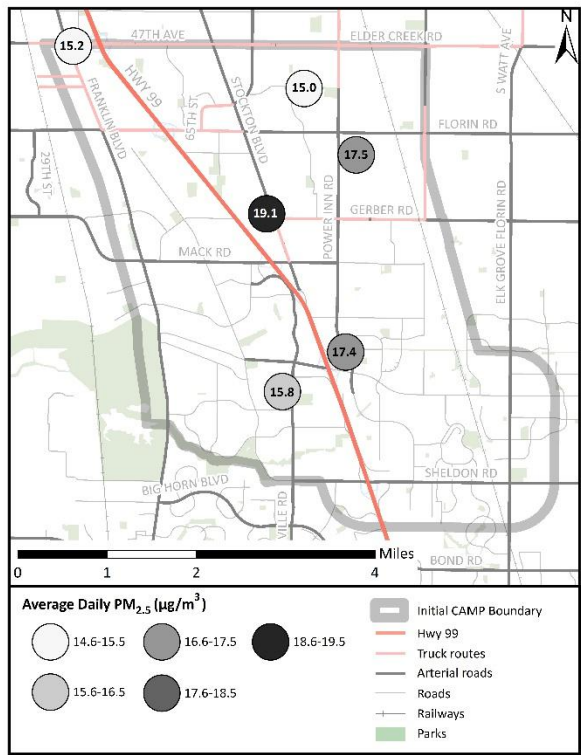 15.2
47TH AVE
ELDER CREEK RD
S WATT AVE
N
HWY 99
15.0
FRANKLIN BLVD
65TH ST
STOCKTON BLVD
FLORIN RD
17.5
29TH ST
POWER INN RD
19.1
GERBER RD
MACK RD
ELK GROVE FLORIN RD
17.4
15.8
SHELDON RD
BIG HORN BLVD
VILLE RD
BOND RD
Miles
0 1 2 4
Average Daily PM2.5 (µg/m³)
14.6-15.5
16.6-17.5
18.6-19.5
15.6-16.5
17.6-18.5
Initial CAMP Boundary
Hwy 99
Truck routes
Arterial roads
Roads
Railways
Parks